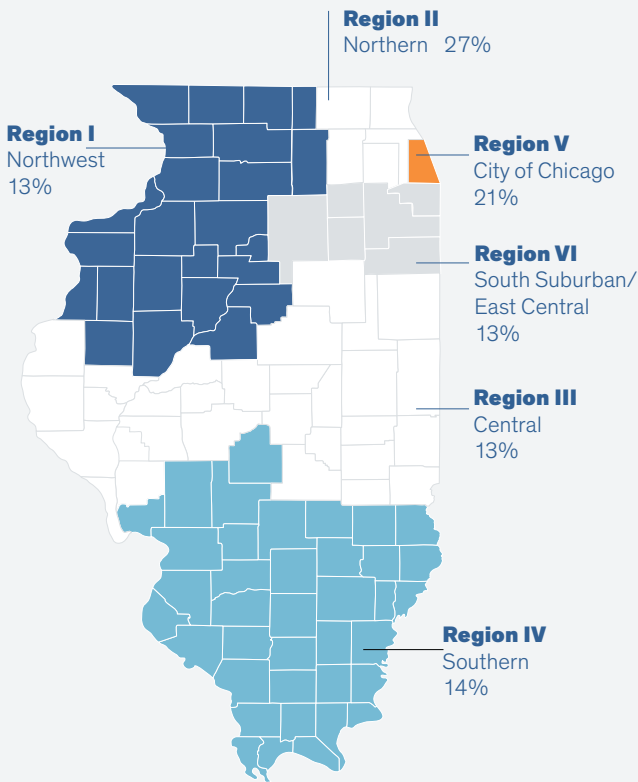 Region II
Northern 27%
Region I
Northwest
13%
Region V
City of Chicago
21%
Region VI
South Suburban/
East Central
13%
Region III
Central
13%
Region IV
Southern
14%